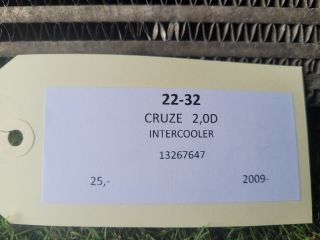 22-32
CRUZE 2,0D
INTERCOOLER
13267647
25,- 2009-